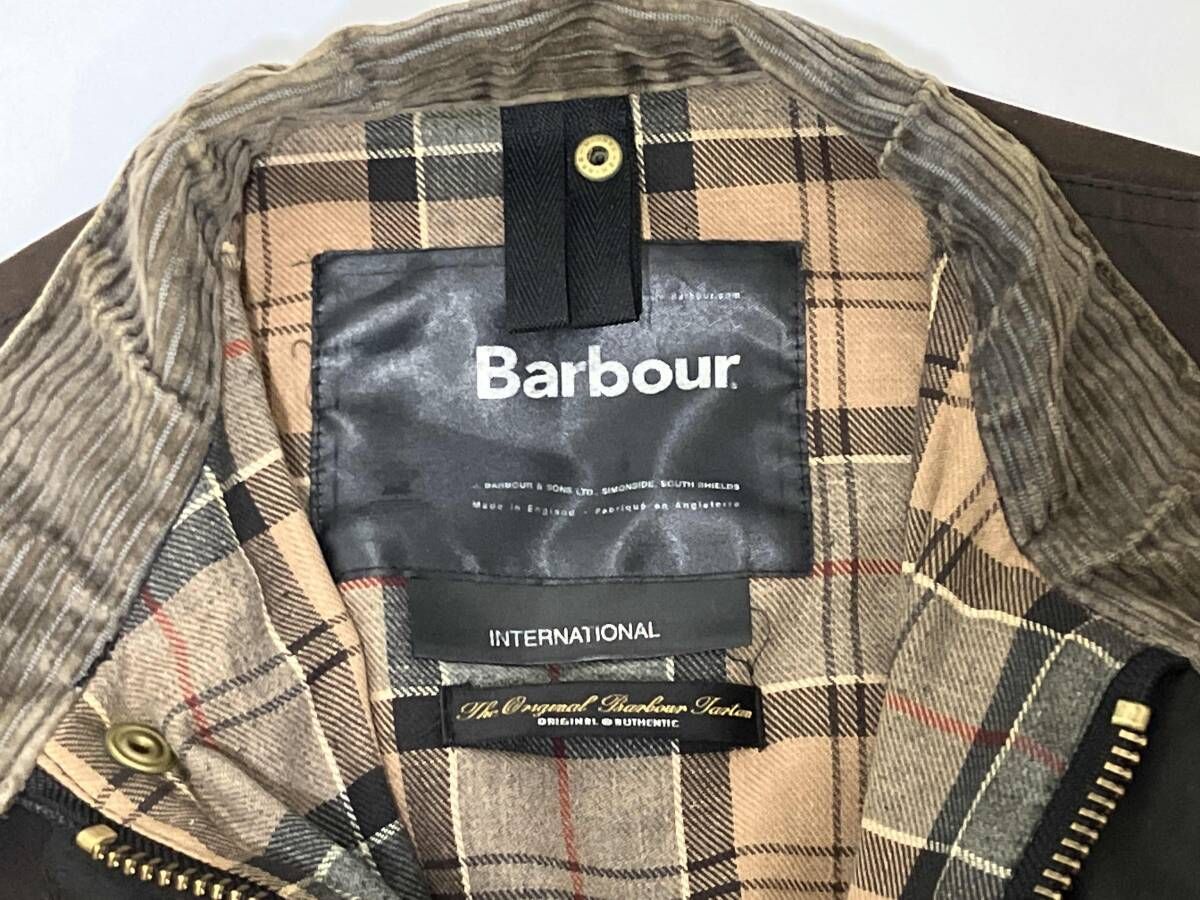 Barbour.com
Barbour
. BARBOUR & SONS LTD., SIMONSIDE, SOUTH SHIELDS
Made in England - Fabriqué en Angleterre
INTERNATIONAL
The Original Barbour Tartan
ORIGINAL AUTHENTIC